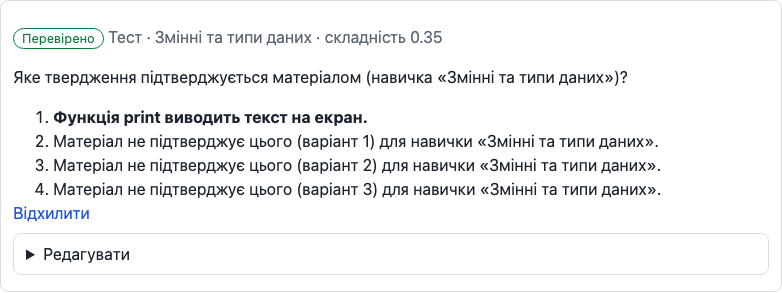 Перевірено Тест · Змінні та типи даних · складність 0.35
Яке твердження підтверджується матеріалом (навичка «Змінні та типи даних»)?
1. Функція print виводить текст на екран.
2. Матеріал не підтверджує цього (варіант 1) для навички «Змінні та типи даних».
3. Матеріал не підтверджує цього (варіант 2) для навички «Змінні та типи даних».
4. Матеріал не підтверджує цього (варіант 3) для навички «Змінні та типи даних».
Відхилити
▶ Редагувати